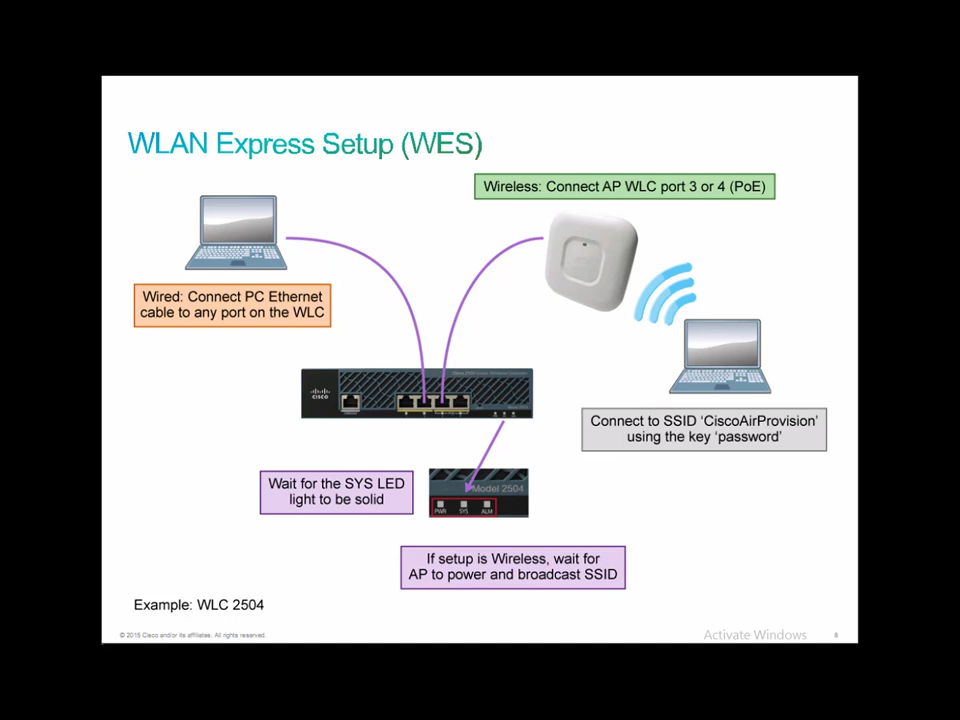 WLAN Express Setup (WES)
Wireless: Connect AP WLC port 3 or 4 (PoE)
Wired: Connect PC Ethernet
cable to any port on the WLC
CISCO
Connect to SSID ‘CiscoAirProvision’
using the key ‘password’
Wait for the SYS LED
light to be solid
Model 2504
PWR SYS ALM
If setup is Wireless, wait for
AP to power and broadcast SSID
Example: WLC 2504
© 2015 Cisco and/or its affiliates. All rights reserved.
Activate Windows
8